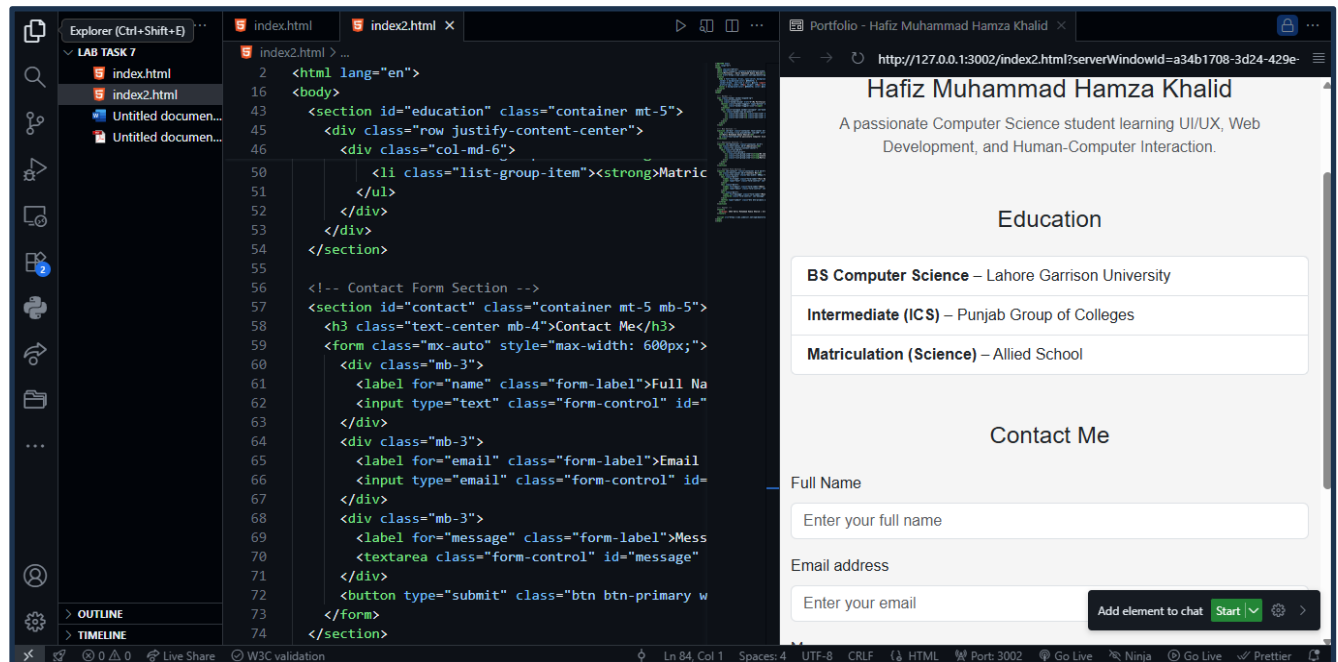 Explorer (Ctrl+Shift+E)
...
LAB TASK 7
index.html
index2.html
Untitled documen...
Untitled documen...
OUTLINE
TIMELINE
index.html
index2.html
index2.html > ...
2 <html lang="en">
16 <body>
43 <section id="education" class="container mt-5">
45 <div class="row justify-content-center">
46 <div class="col-md-6">
50 <li class="list-group-item"><strong>Matric
51 </ul>
52 </div>
53 </div>
54 </section>
55
56 <!-- Contact Form Section -->
57 <section id="contact" class="container mt-5 mb-5">
58 <h3 class="text-center mb-4">Contact Me</h3>
59 <form class="mx-auto" style="max-width: 600px;">
60 <div class="mb-3">
61 <label for="name" class="form-label">Full Na
62 <input type="text" class="form-control" id="
63 </div>
64 <div class="mb-3">
65 <label for="email" class="form-label">Email
66 <input type="email" class="form-control" id=
67 </div>
68 <div class="mb-3">
69 <label for="message" class="form-label">Mess
70 <textarea class="form-control" id="message"
71 </div>
72 <button type="submit" class="btn btn-primary w
73 </form>
74 </section>
Portfolio - Hafiz Muhammad Hamza Khalid
http://127.0.0.1:3002/index2.html?serverWindowId=a34b1708-3d24-429e-
Hafiz Muhammad Hamza Khalid
A passionate Computer Science student learning UI/UX, Web
Development, and Human-Computer Interaction.
Education
BS Computer Science – Lahore Garrison University
Intermediate (ICS) – Punjab Group of Colleges
Matriculation (Science) – Allied School
Contact Me
Full Name
Enter your full name
Email address
Enter your email
Add element to chat Start
2
0 0 Live Share W3C validation Ln 84, Col 1 Spaces: 4 UTF-8 CRLF HTML Port: 3002 Go Live Ninja Go Live Prettier